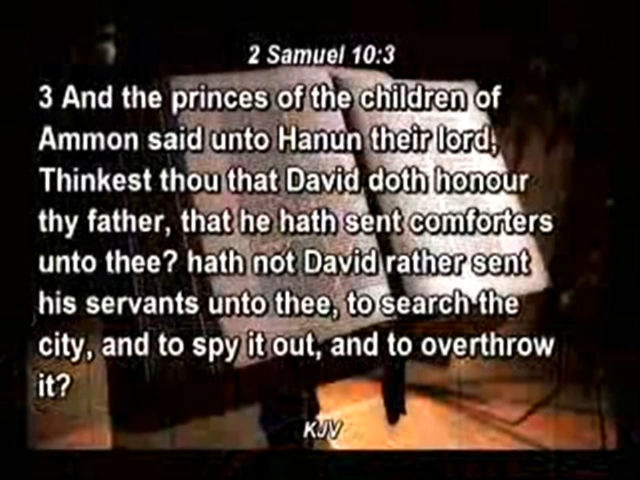 2 Samuel 10:3
3 And the princes of the children of
Ammon said unto Hanun their lord,
Thinkest thou that David doth honour
thy father, that he hath sent comforters
unto thee? hath not David rather sent
his servants unto thee, to search the
city, and to spy it out, and to overthrow
it?
KJV